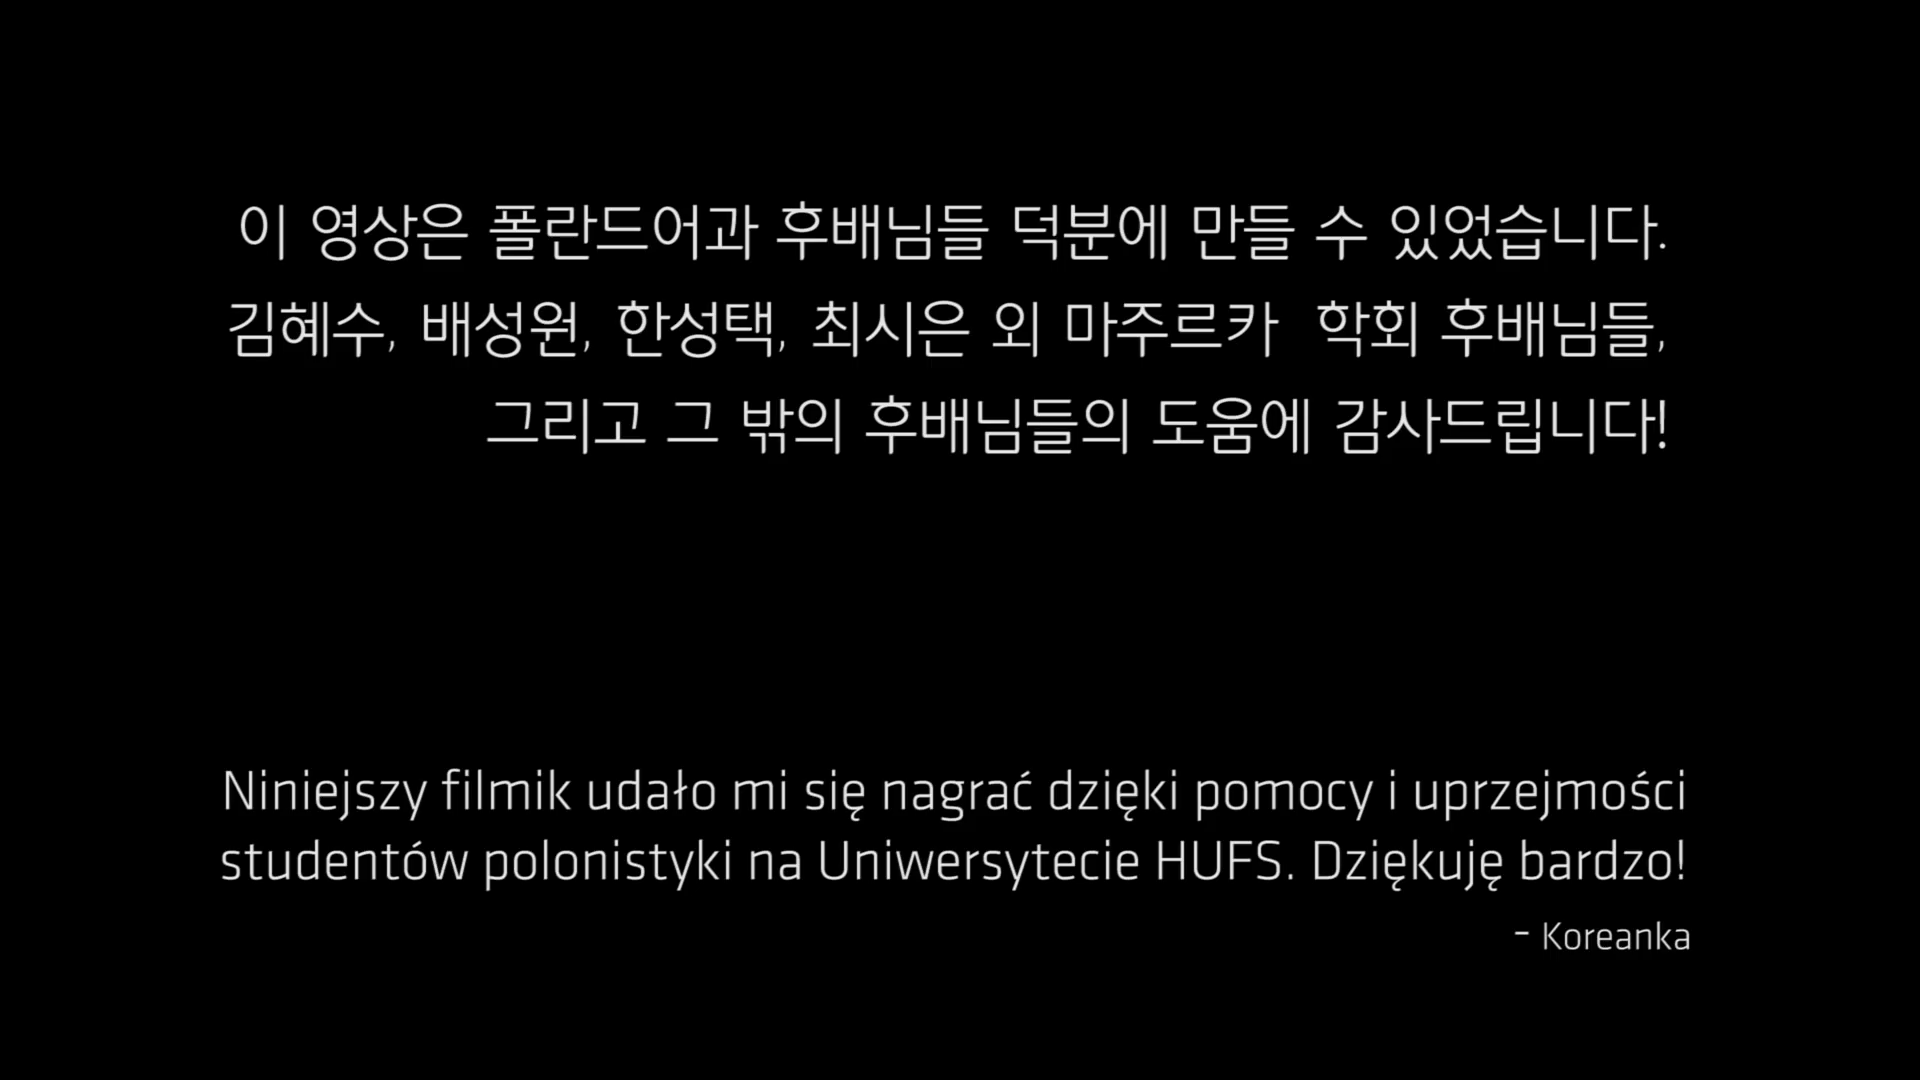 이 영상은 폴란드어과 후배님들 덕분에 만들 수 있었습니다.
김혜수, 배성원, 한성택, 최시은 외 마주르카 학회 후배님들,
그리고 그 밖의 후배님들의 도움에 감사드립니다!
Niniejszy filmik udało mi się nagrać dzięki pomocy i uprzejmości
studentów polonistyki na Uniwersytecie HUFS. Dziękuję bardzo!
- Koreanka